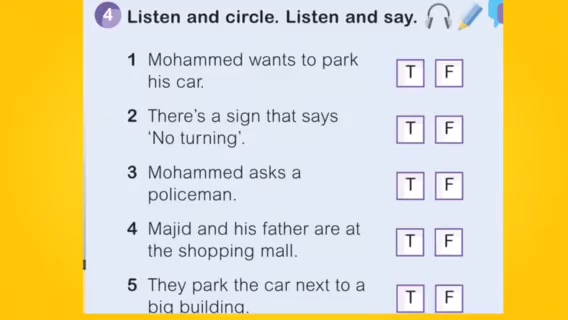 4 Listen and circle. Listen and say.
1 Mohammed wants to park
his car.
T F
2 There's a sign that says
'No turning'.
T F
3 Mohammed asks a
policeman.
T F
4 Majid and his father are at
the shopping mall.
T F
5 They park the car next to a
big building.
T F